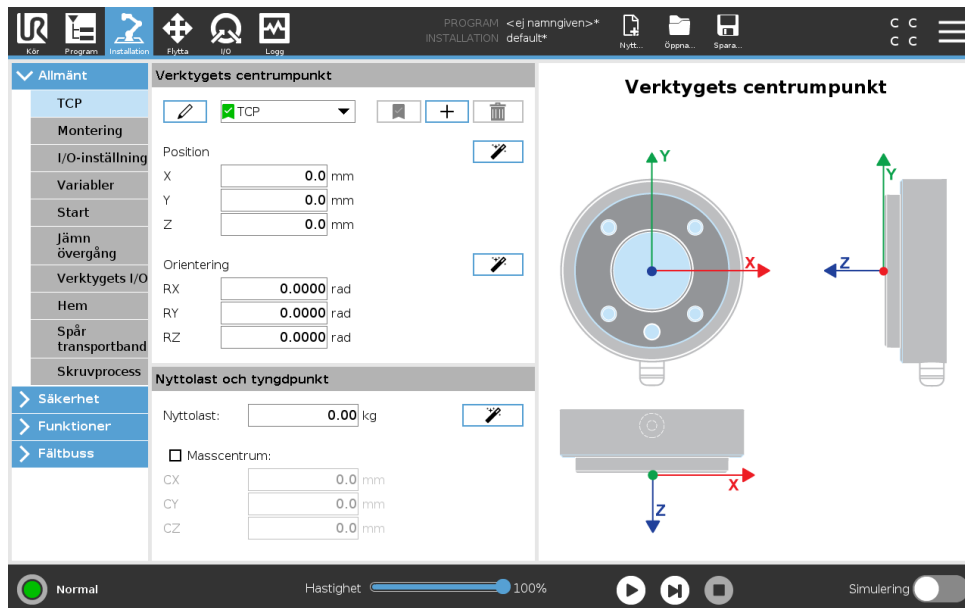 PROGRAM <ej namngiven>*
INSTALLATION default*
Kör Program Installation Flytta I/O Logg Nytt... Öppna... Spara...
C C
C C
Allmänt
TCP
Montering
I/O-inställning
Variabler
Start
Jämn
övergång
Verktygets I/O
Hem
Spår
transportband
Skruvprocess
Säkerhet
Funktioner
Fältbuss
Verktygets centrumpunkt
TCP
Position
X 0.0 mm
Y 0.0 mm
Z 0.0 mm
Orientering
RX 0.0000 rad
RY 0.0000 rad
RZ 0.0000 rad
Nyttolast och tyngdpunkt
Nyttolast: 0.00 kg
Masscentrum:
CX 0.0 mm
CY 0.0 mm
CZ 0.0 mm
Verktygets centrumpunkt
Y
X
Y
Z
X
Z
Normal Hastighet 100% Simulering